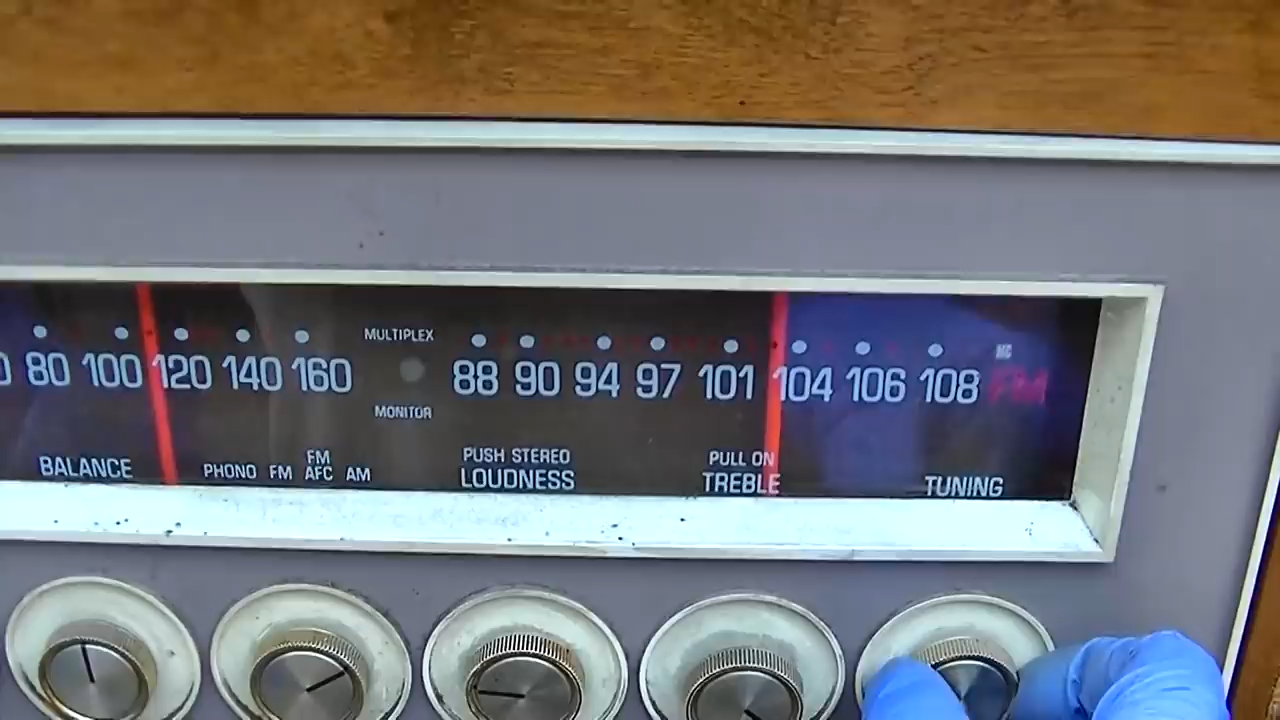 MULTIPLEX
80 100 120 140 160 88 90 94 97 101 104 106 108 FM
MC
MONITOR
BALANCE
PHONO FM FM AFC AM
PUSH STEREO
LOUDNESS
PULL ON
TREBLE
TUNING